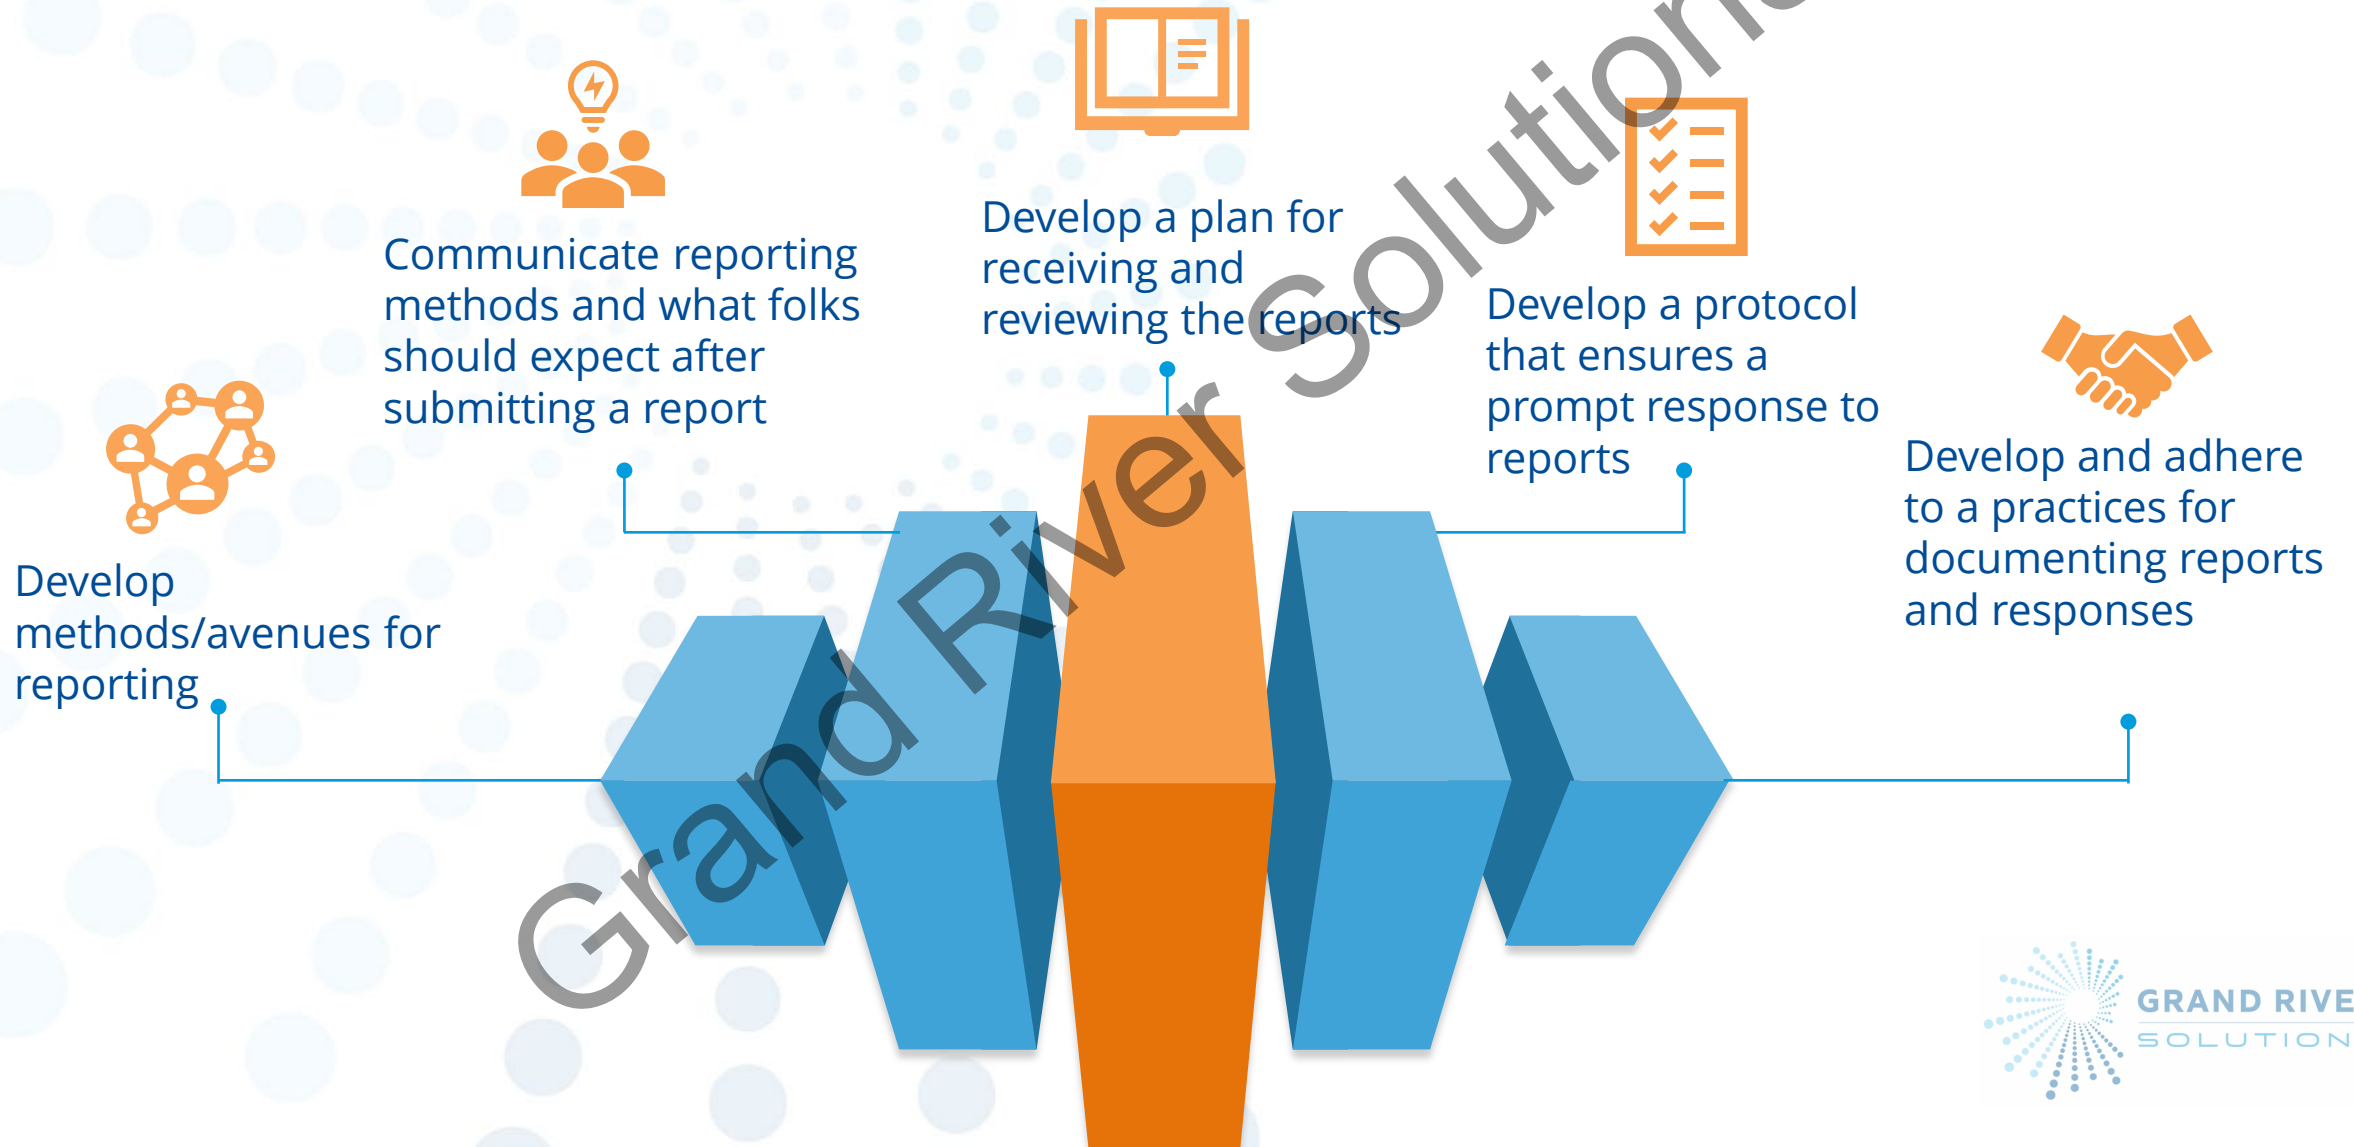 Develop
methods/avenues for
reporting
Communicate reporting
methods and what folks
should expect after
submitting a report
Develop a plan for
receiving and
reviewing the reports
Develop a protocol
that ensures a
prompt response to
reports
Develop and adhere
to a practices for
documenting reports
and responses
Grand River Solution
GRAND RIVE
SOLUTION